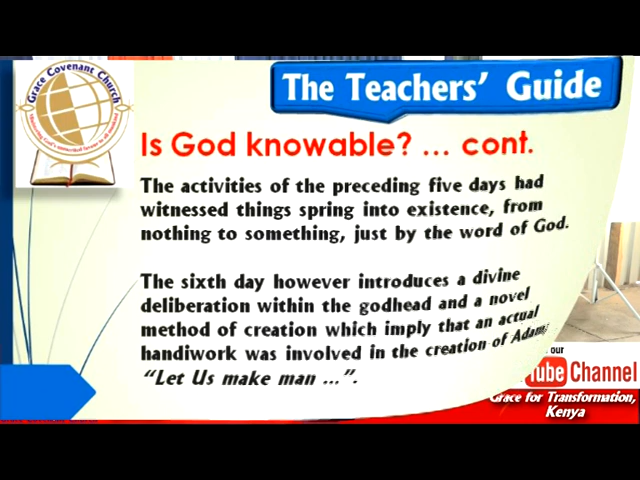 Grace Covenant Church
The Teachers' Guide
Is God knowable? ... cont.
The activities of the preceding five days had
witnessed things spring into existence, from
nothing to something, just by the word of God.
The sixth day however introduces a divine
deliberation within the godhead and a novel
method of creation which imply that an actual
handiwork was involved in the creation of Adam,
“Let Us make man ...”.
our
Tube Channel
Grace for Transformation,
Kenya